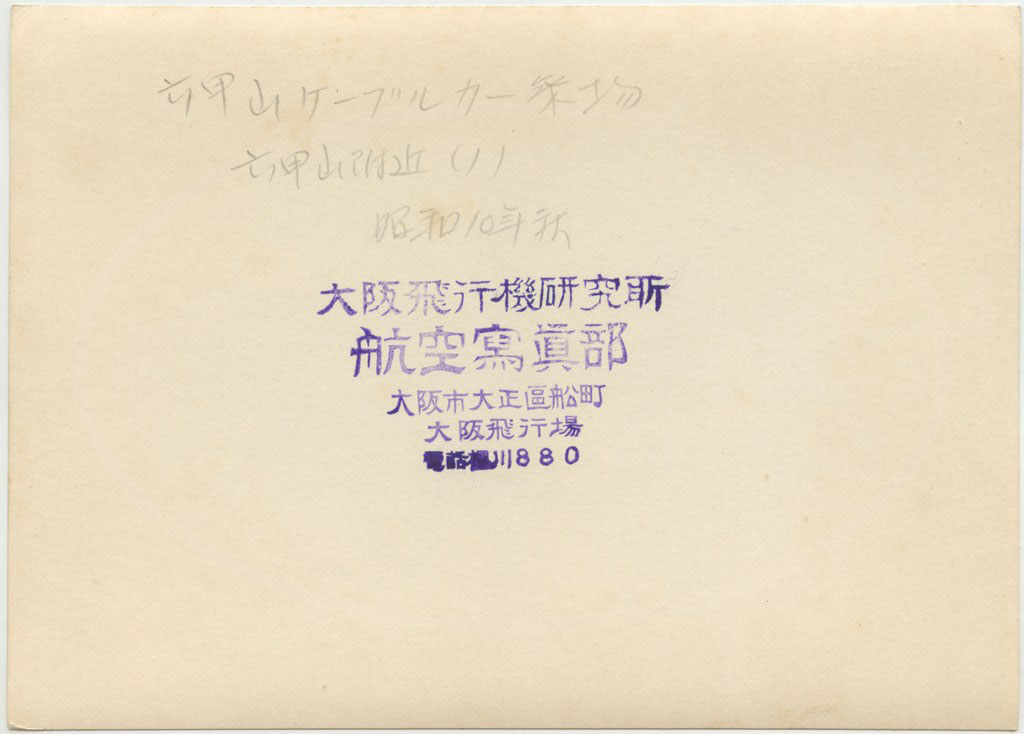 六甲山ケーブルカー乗場
六甲山附近(1)
昭和10年秋
大阪飛行機研究所
航空寫眞部
大阪市大正區船町
大阪飛行場
電話櫻川880